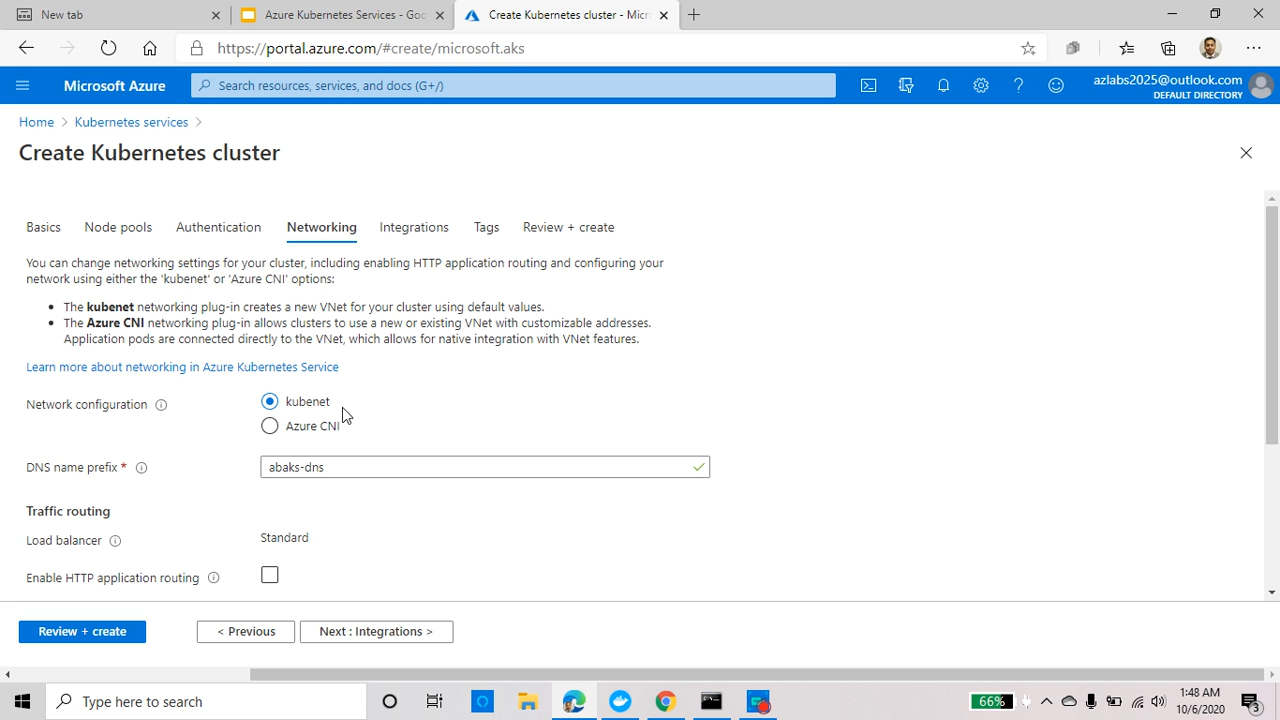 New tab
Azure Kubernetes Services - Goo
Create Kubernetes cluster - Micr
https://portal.azure.com/#create/microsoft.aks
Microsoft Azure
Search resources, services, and docs (G+/)
azlabs2025@outlook.com
DEFAULT DIRECTORY
Home > Kubernetes services >
Create Kubernetes cluster
Basics Node pools Authentication Networking Integrations Tags Review + create
You can change networking settings for your cluster, including enabling HTTP application routing and configuring your
network using either the 'kubenet' or 'Azure CNI' options:
• The kubenet networking plug-in creates a new VNet for your cluster using default values.
• The Azure CNI networking plug-in allows clusters to use a new or existing VNet with customizable addresses.
Application pods are connected directly to the VNet, which allows for native integration with VNet features.
Learn more about networking in Azure Kubernetes Service
Network configuration
kubenet
Azure CNI
DNS name prefix *
abaks-dns
Traffic routing
Load balancer
Standard
Enable HTTP application routing
Review + create
< Previous
Next : Integrations >
Type here to search
66%
1:48 AM
10/6/2020
3